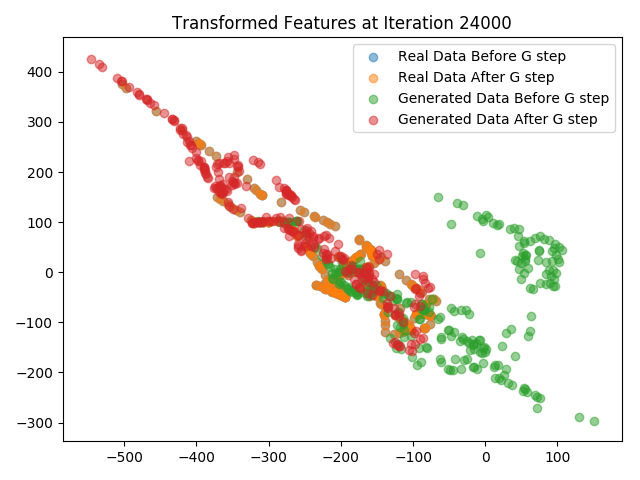 Transformed Features at Iteration 24000
Real Data Before G step
Real Data After G step
Generated Data Before G step
Generated Data After G step
400
300
200
100
0
−100
−200
−300
−500 −400 −300 −200 −100 0 100